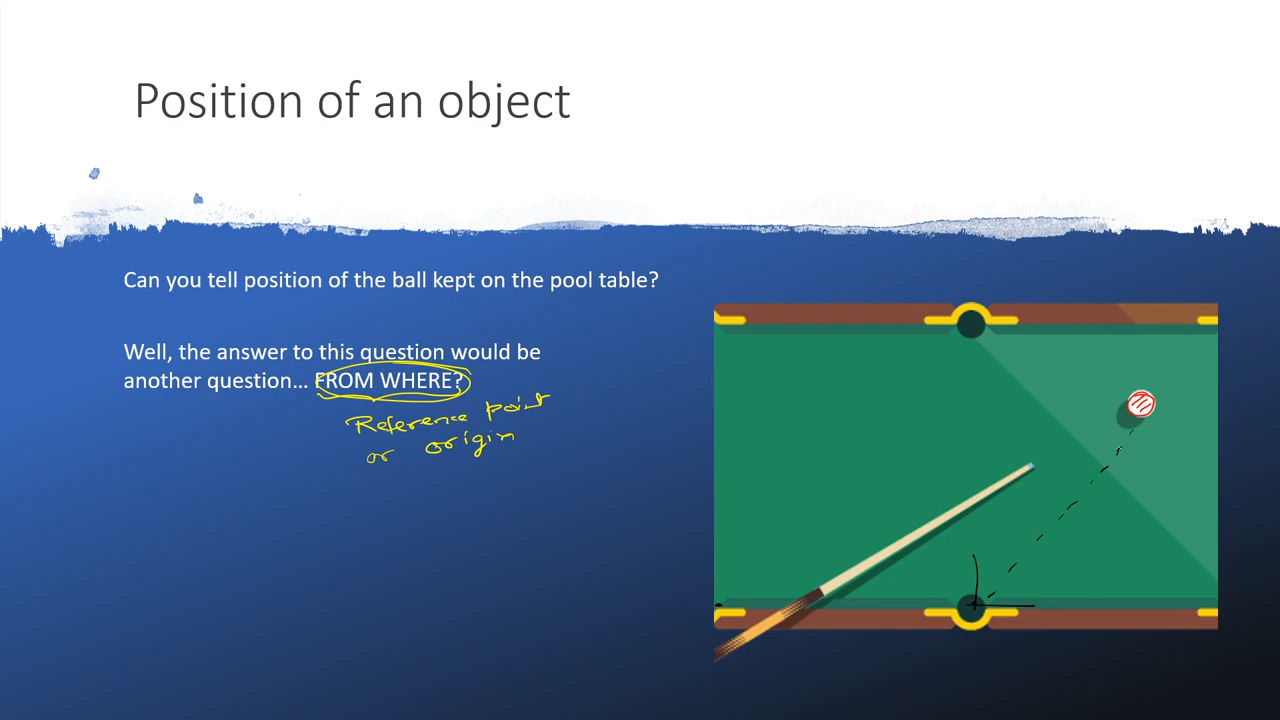 Position of an object
Can you tell position of the ball kept on the pool table?
Well, the answer to this question would be
another question... FROM WHERE?
Reference point
or origin